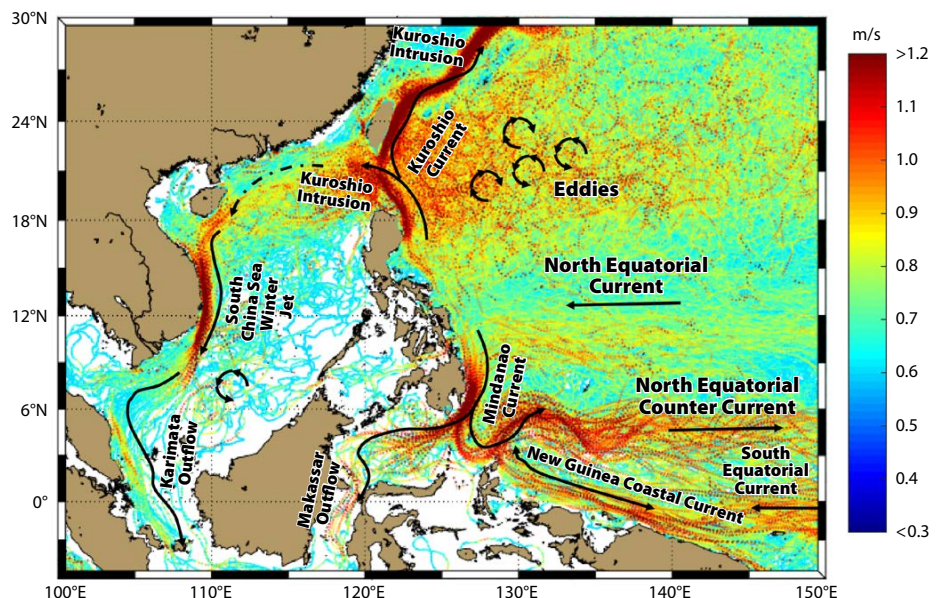 30°N
24°N
18°N
12°N
6°N
0°
100°E
110°E
120°E
130°E
140°E
150°E
Kuroshio
Intrusion
Kuroshio
Current
Kuroshio
Intrusion
Eddies
North Equatorial
Current
South
China Sea
Winter
Jet
Mindanao
Current
North Equatorial
Counter Current
Karimata
Outflow
Makassar
Outflow
New Guinea Coastal Current
South
Equatorial
Current
m/s
>1.2
1.1
1.0
0.9
0.8
0.7
0.6
0.5
0.4
<0.3